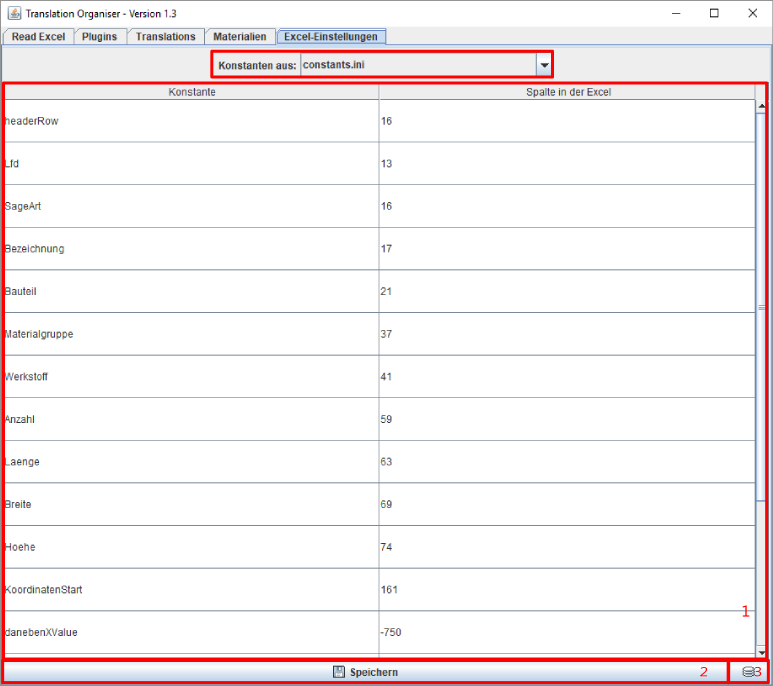 Translation Organiser - Version 1.3
Read Excel Plugins Translations Materialien Excel-Einstellungen
Konstanten aus: constants.ini
Konstante Spalte in der Excel
headerRow 16
Lfd 13
SageArt 16
Bezeichnung 17
Bauteil 21
Materialgruppe 37
Werkstoff 41
Anzahl 59
Laenge 63
Breite 69
Hoehe 74
KoordinatenStart 161
1
danebenXValue -750
Speichern 2 3